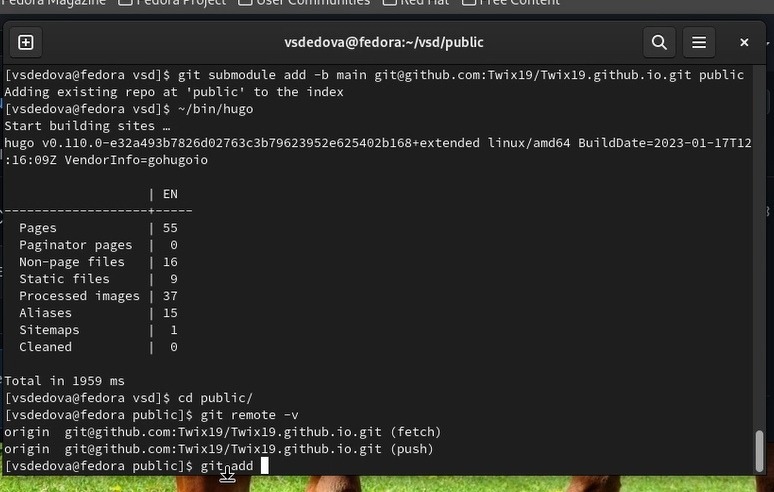 Fedora Magazine Fedora Project User Communities Red Hat Free Content
vsdedova@fedora:~/vsd/public
[vsdedova@fedora vsd]$ git submodule add -b main git@github.com:Twix19/Twix19.github.io.git public
Adding existing repo at 'public' to the index
[vsdedova@fedora vsd]$ ~/bin/hugo
Start building sites …
hugo v0.110.0-e32a493b7826d02763c3b79623952e625402b168+extended linux/amd64 BuildDate=2023-01-17T12
:16:09Z VendorInfo=gohugoio
| EN
-------------------+-----
Pages | 55
Paginator pages | 0
Non-page files | 16
Static files | 9
Processed images | 37
Aliases | 15
Sitemaps | 1
Cleaned | 0
Total in 1959 ms
[vsdedova@fedora vsd]$ cd public/
[vsdedova@fedora public]$ git remote -v
origin git@github.com:Twix19/Twix19.github.io.git (fetch)
origin git@github.com:Twix19/Twix19.github.io.git (push)
[vsdedova@fedora public]$ git add